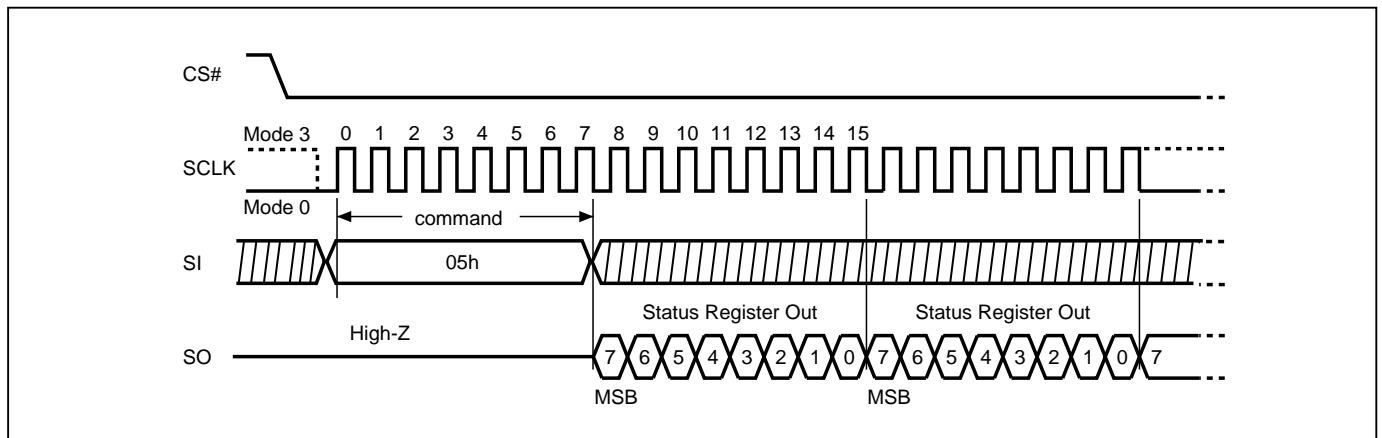 CS#
Mode 3 0 1 2 3 4 5 6 7 8 9 10 11 12 13 14 15
SCLK
Mode 0
command
SI 05h
Status Register Out Status Register Out
High-Z
SO 7 6 5 4 3 2 1 0 7 6 5 4 3 2 1 0 7
MSB MSB